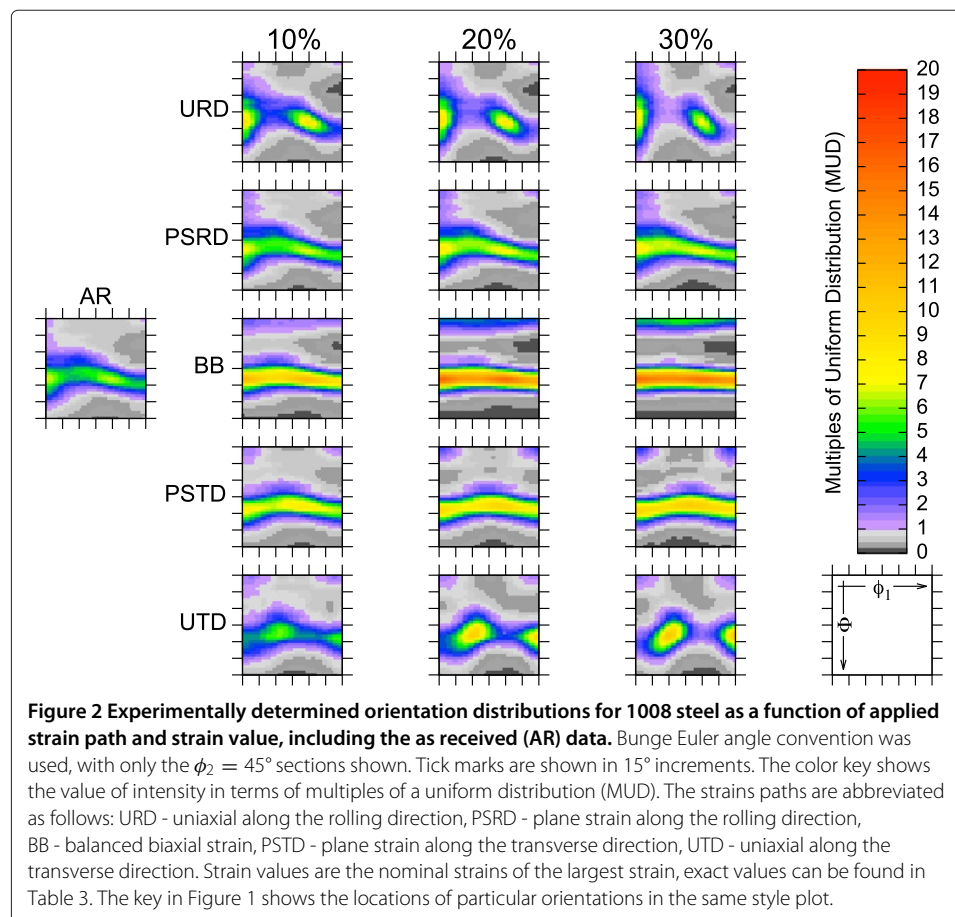 10% 20% 30%
URD
PSRD
AR
BB
PSTD
UTD
Multiples of Uniform Distribution (MUD)
20
19
18
17
16
15
14
13
12
11
10
9
8
7
6
5
4
3
2
1
0
ϕ1
Φ
Figure 2 Experimentally determined orientation distributions for 1008 steel as a function of applied
strain path and strain value, including the as received (AR) data. Bunge Euler angle convention was
used, with only the ϕ2 = 45° sections shown. Tick marks are shown in 15° increments. The color key shows
the value of intensity in terms of multiples of a uniform distribution (MUD). The strains paths are abbreviated
as follows: URD - uniaxial along the rolling direction, PSRD - plane strain along the rolling direction,
BB - balanced biaxial strain, PSTD - plane strain along the transverse direction, UTD - uniaxial along the
transverse direction. Strain values are the nominal strains of the largest strain, exact values can be found in
Table 3. The key in Figure 1 shows the locations of particular orientations in the same style plot.